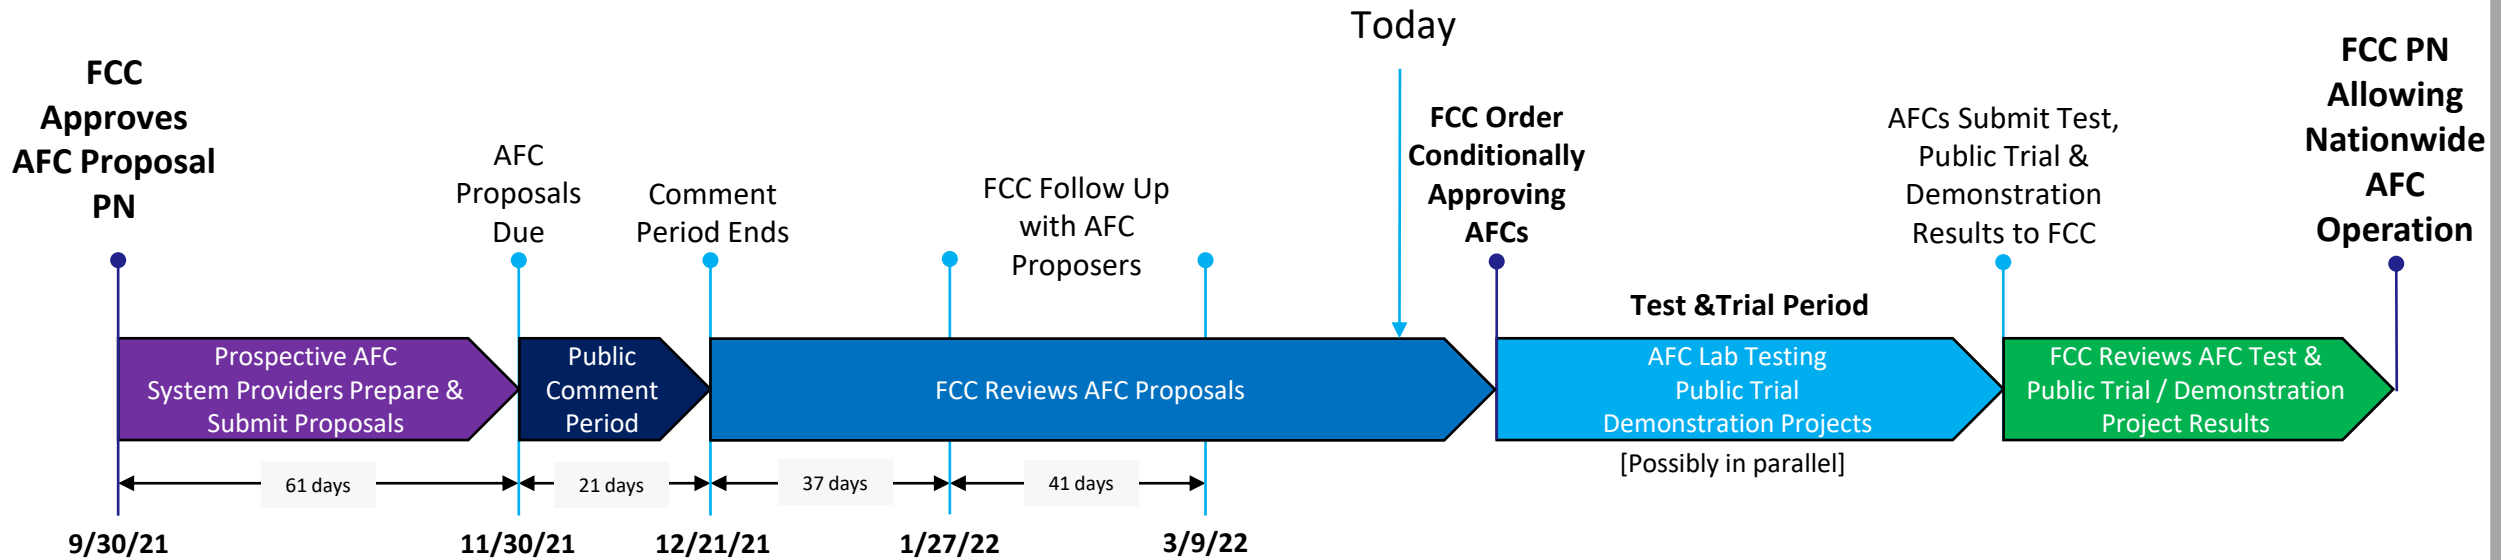 Today
FCC
Approves
AFC Proposal
PN
AFC
Proposals
Due
Comment
Period Ends
FCC Follow Up
with AFC
Proposers
FCC Order
Conditionally
Approving
AFCs
AFCs Submit Test,
Public Trial &
Demonstration
Results to FCC
FCC PN
Allowing
Nationwide
AFC
Operation
Test &Trial Period
Prospective AFC
System Providers Prepare &
Submit Proposals
Public
Comment
Period
FCC Reviews AFC Proposals
AFC Lab Testing
Public Trial
Demonstration Projects
FCC Reviews AFC Test &
Public Trial / Demonstration
Project Results
[Possibly in parallel]
61 days
21 days
37 days
41 days
9/30/21
11/30/21
12/21/21
1/27/22
3/9/22